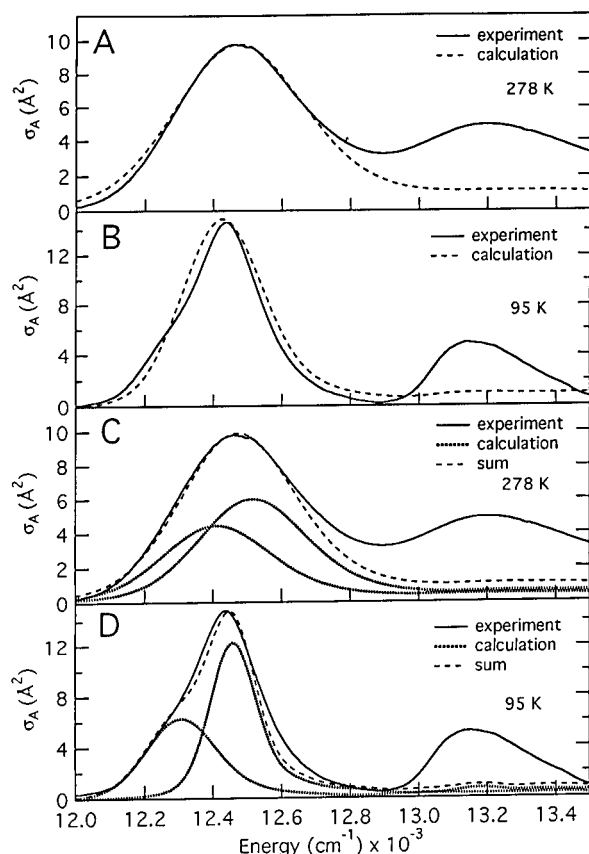 A
experiment
calculation
278 K
σA (Å2)
10
8
6
4
2
0
B
experiment
calculation
95 K
σA (Å2)
12
8
4
0
C
experiment
calculation
sum
278 K
σA (Å2)
10
8
6
4
2
0
D
experiment
calculation
sum
95 K
σA (Å2)
12
8
4
0
12.0 12.2 12.4 12.6 12.8 13.0 13.2 13.4
Energy (cm-1) x 10-3